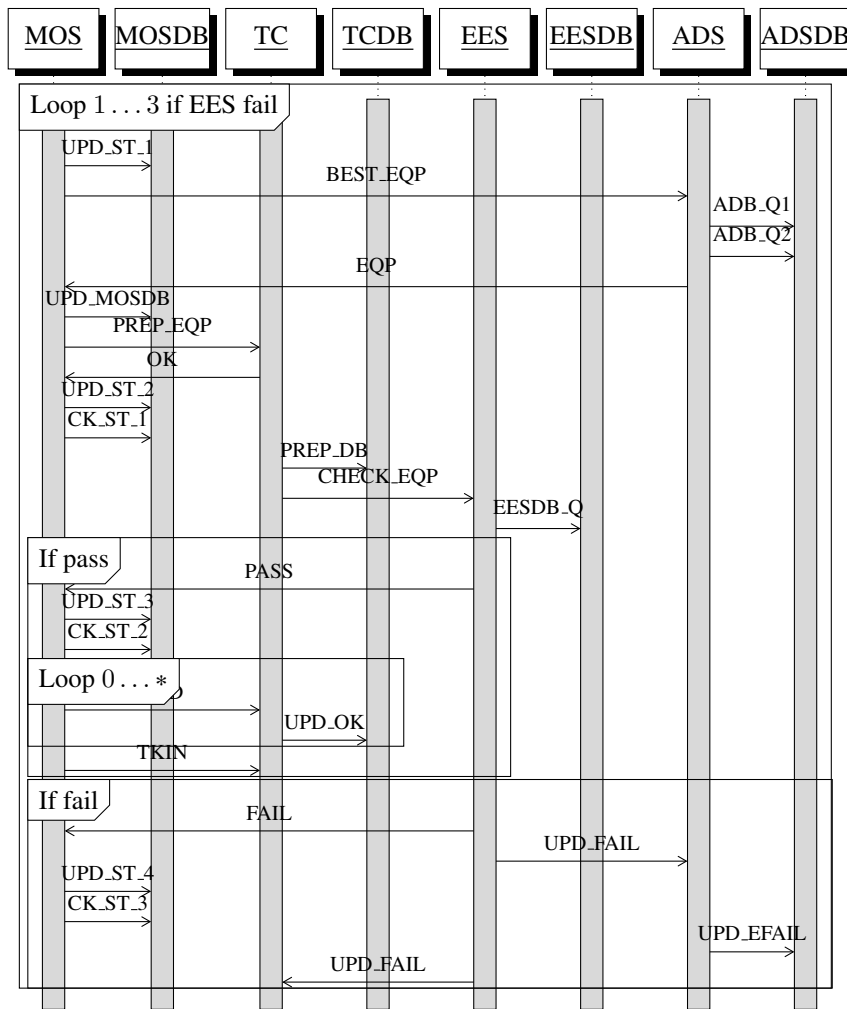 MOS MOSDB TC TCDB EES EESDB ADS ADSDB
Loop 1 . . . 3 if EES fail
UPD_ST_1
BEST_EQP
ADB_Q1
ADB_Q2
EQP
UPD_MOSDB
PREP_EQP
OK
UPD_ST_2
CK_ST_1
PREP_DB
CHECK_EQP
EESDB_Q
If pass
PASS
UPD_ST_3
CK_ST_2
Loop 0 . . . *
UPD_OK
TKIN
If fail
FAIL
UPD_FAIL
UPD_ST_4
CK_ST_3
UPD_EFAIL
UPD_FAIL